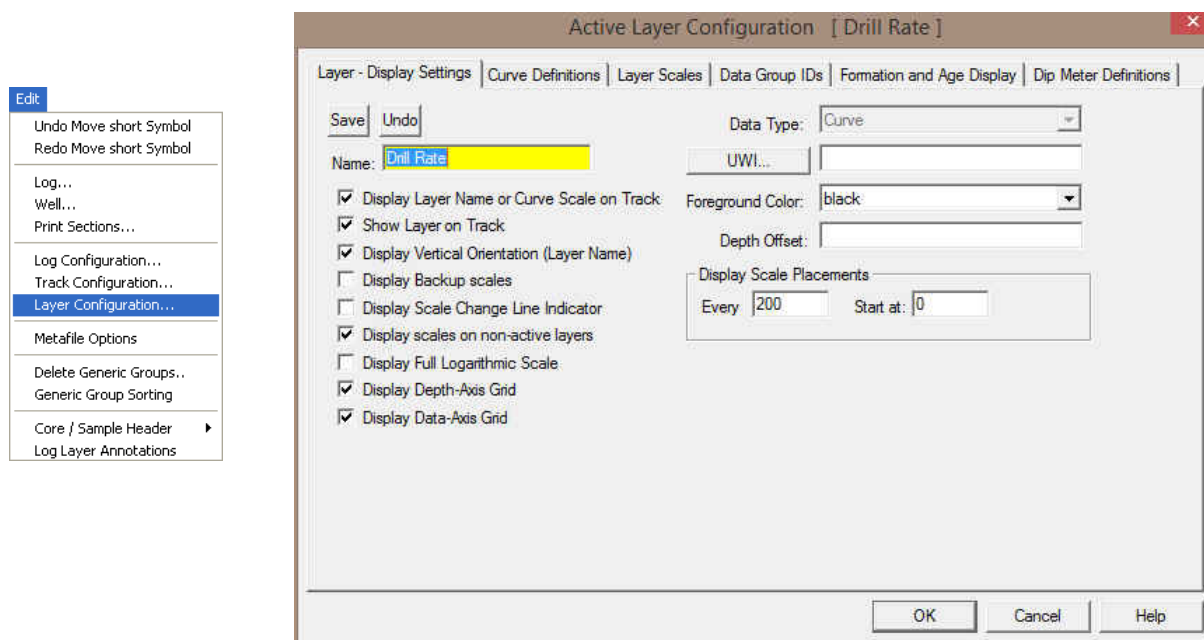 Edit
Undo Move short Symbol
Redo Move short Symbol
Log...
Well...
Print Sections...
Log Configuration...
Track Configuration...
Layer Configuration...
Metafile Options
Delete Generic Groups..
Generic Group Sorting
Core / Sample Header
Log Layer Annotations
Active Layer Configuration [ Drill Rate ]
Layer - Display Settings Curve Definitions Layer Scales Data Group IDs Formation and Age Display Dip Meter Definitions
Save Undo
Name: Drill Rate
Display Layer Name or Curve Scale on Track
Show Layer on Track
Display Vertical Orientation (Layer Name)
Display Backup scales
Display Scale Change Line Indicator
Display scales on non-active layers
Display Full Logarithmic Scale
Display Depth-Axis Grid
Display Data-Axis Grid
Data Type: Curve
UWI...
Foreground Color: black
Depth Offset:
Display Scale Placements
Every 200 Start at: 0
OK Cancel Help